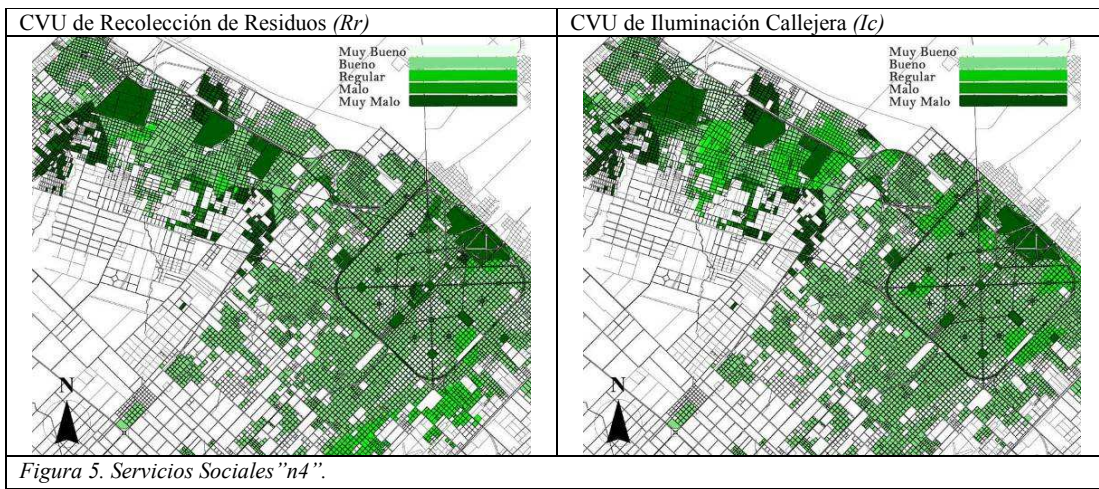 CVU de Recolección de Residuos (Rr)
CVU de Iluminación Callejera (Ic)
Muy Bueno
Bueno
Regular
Malo
Muy Malo
N
Muy Bueno
Bueno
Regular
Malo
Muy Malo
N
Figura 5. Servicios Sociales”n4”.